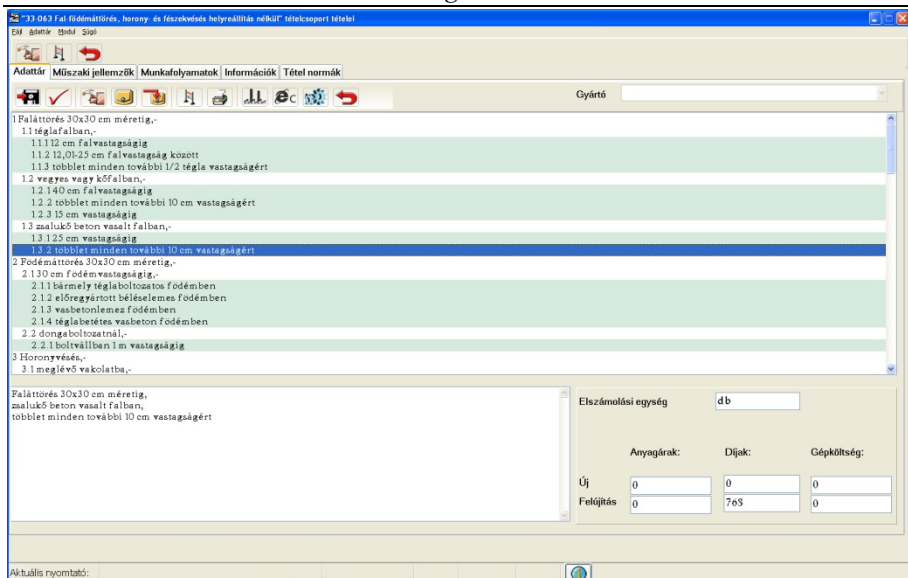 "33-063 Fal-födémáttörés, horony- és fészekvésés helyreállítás nélkül" tételcsoport tételei
Fájl Adattár Modul Súgó
Adattár Műszaki jellemzők Munkafolyamatok Információk Tétel normák
Gyártó
1 Faláttörés 30x30 cm méretig,-
1.1 téglafalban,-
1.1.1 12 cm falvastagságig
1.1.2 12,01-25 cm falvastagság között
1.1.3 többlet minden további 1/2 tégla vastagságért
1.2 vegyes vagy kőfalban,-
1.2.1 40 cm falvastagságig
1.2.2 többlet minden további 10 cm vastagságért
1.2.3 15 cm vastagságig
1.3 zsalukő beton vasalt falban,-
1.3.1 25 cm vastagságig
1.3.2 többlet minden további 10 cm vastagságért
2 Födémáttörés 30x30 cm méretig,-
2.1 30 cm födémvastagságig,-
2.1.1 bármely téglaboltozatos födémben
2.1.2 előregyártott béléselemes födémben
2.1.3 vasbetonlemez födémben
2.1.4 téglabetétes vasbeton födémben
2.2 dongaboltozatnál,-
2.2.1 boltvállban 1 m vastagságig
3 Horonyvésés,-
3.1 meglévő vakolatba,-
Faláttörés 30x30 cm méretig,
zsalukő beton vasalt falban,
többlet minden további 10 cm vastagságért
Elszámolási egység db
Anyagárak: Díjak: Gépköltség:
Új 0 0 0
Felújítás 0 768 0
Aktuális nyomtató: